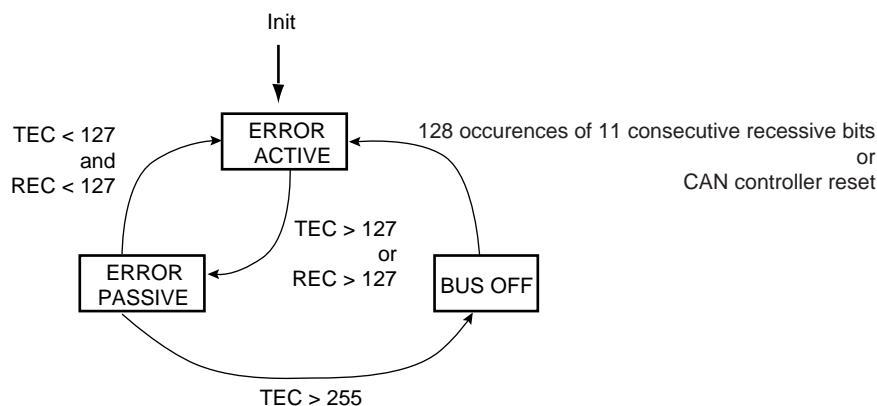 Init
ERROR
ACTIVE
TEC < 127
and
REC < 127
128 occurences of 11 consecutive recessive bits
or
CAN controller reset
TEC > 127
or
REC > 127
ERROR
PASSIVE
BUS OFF
TEC > 255